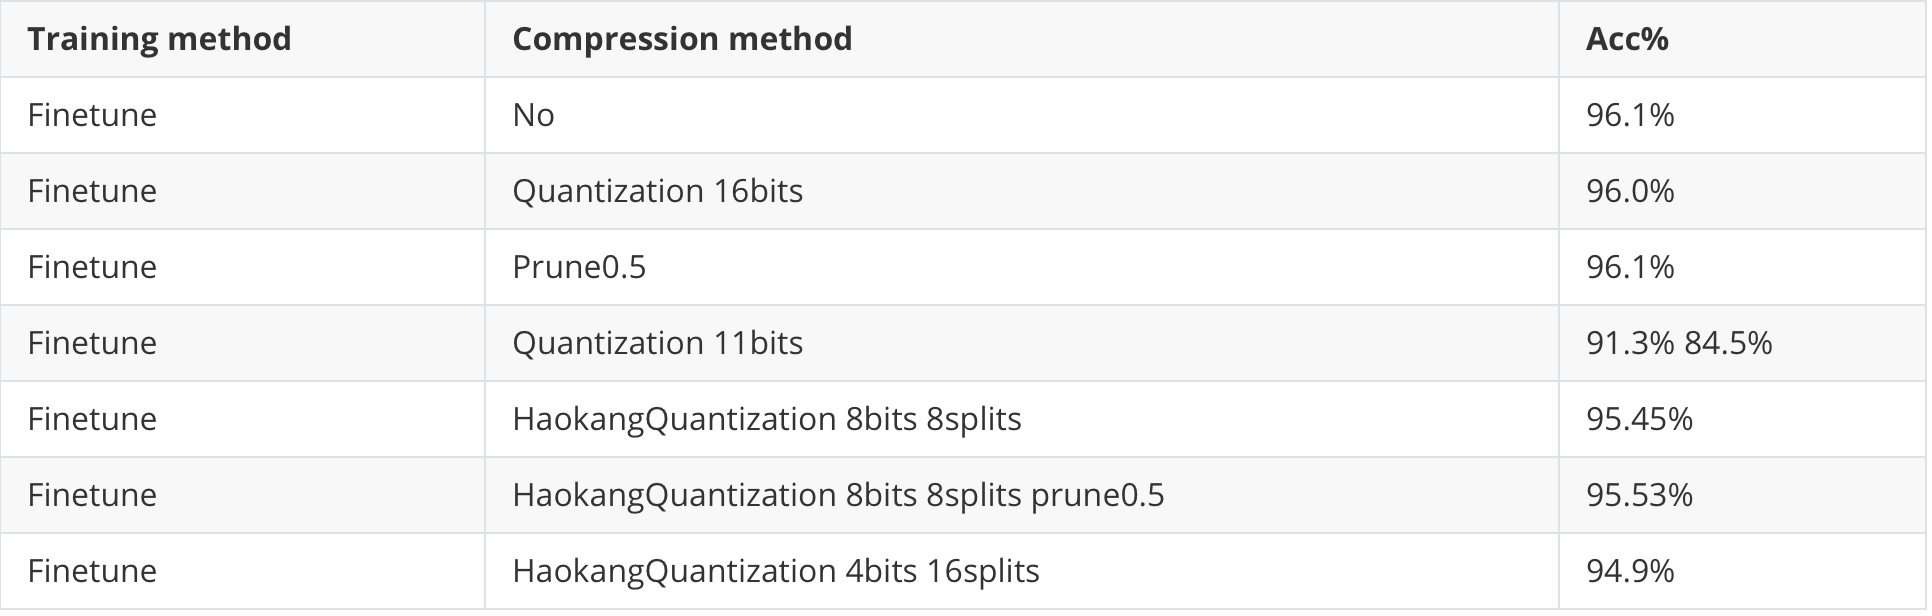 Training method Compression method Acc%
Finetune No 96.1%
Finetune Quantization 16bits 96.0%
Finetune Prune0.5 96.1%
Finetune Quantization 11bits 91.3% 84.5%
Finetune HaokangQuantization 8bits 8splits 95.45%
Finetune HaokangQuantization 8bits 8splits prune0.5 95.53%
Finetune HaokangQuantization 4bits 16splits 94.9%